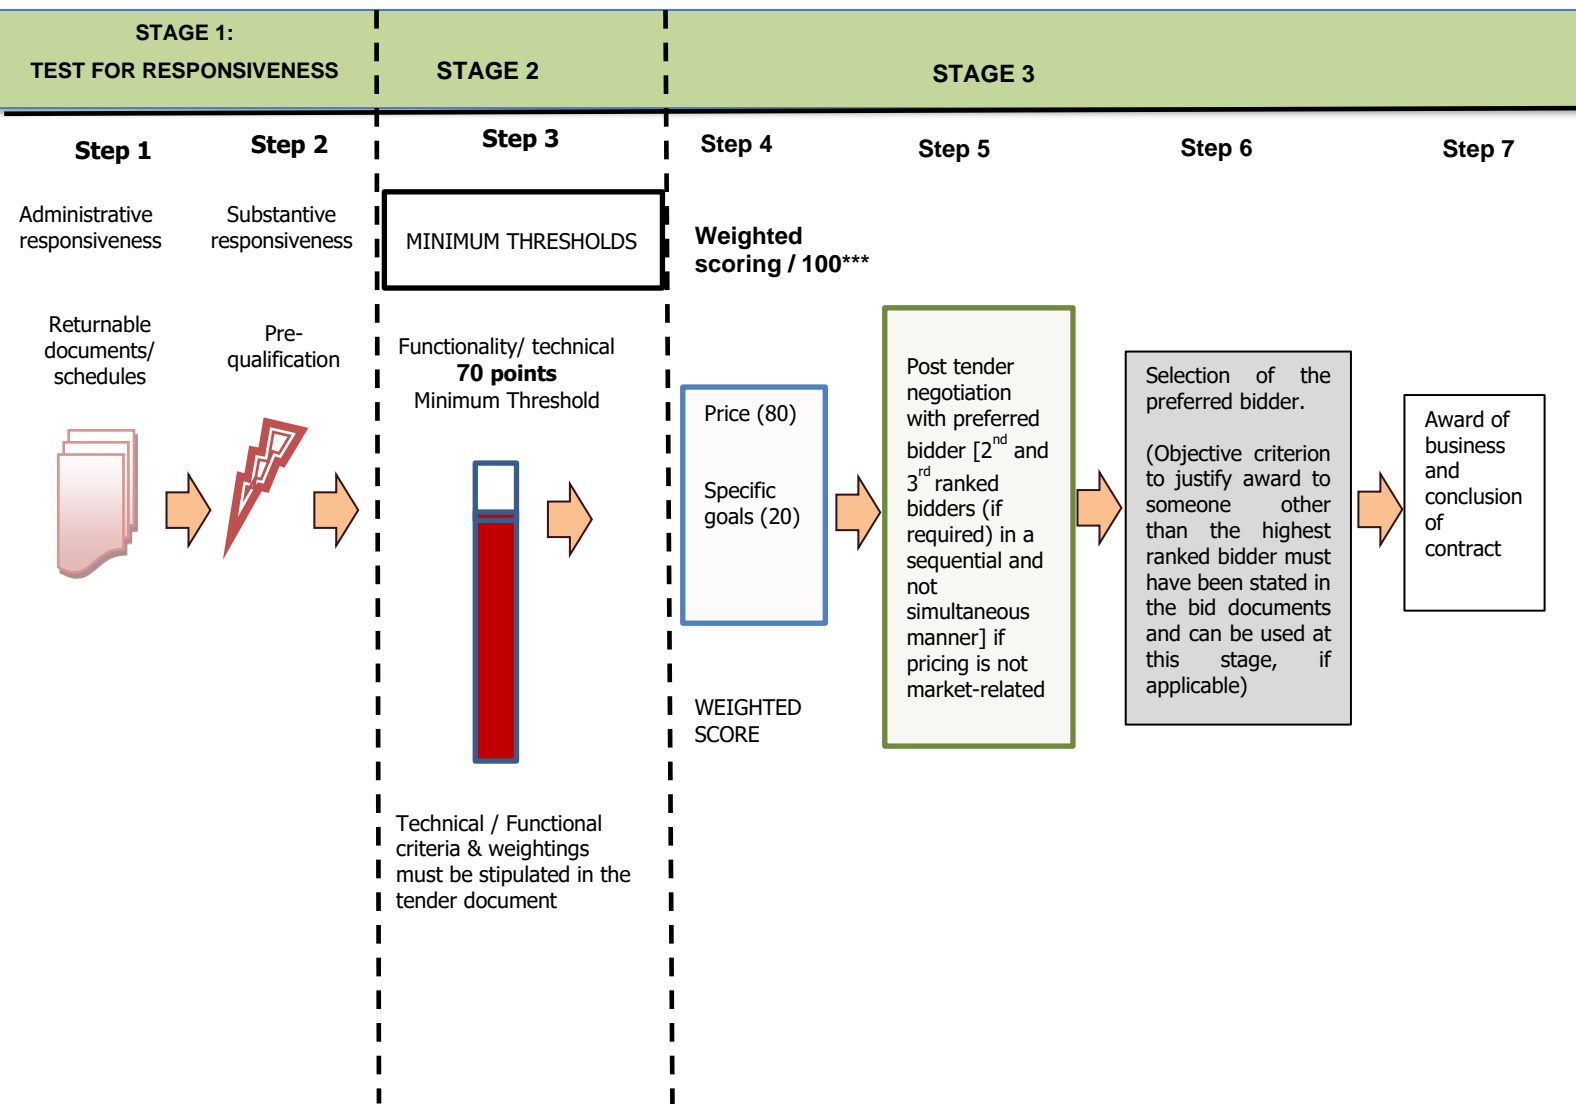 STAGE 1:
TEST FOR RESPONSIVENESS
STAGE 2
STAGE 3
Step 1
Step 2
Step 3
Step 4
Step 5
Step 6
Step 7
Administrative
responsiveness
Substantive
responsiveness
MINIMUM THRESHOLDS
Weighted
scoring / 100***
Returnable
documents/
schedules
Pre-
qualification
Functionality/ technical
70 points
Minimum Threshold
Price (80)
Specific
goals (20)
Post tender
negotiation
with preferred
bidder [2nd and
3rd ranked
bidders (if
required) in a
sequential and
not
simultaneous
manner] if
pricing is not
market-related
Selection of the
preferred bidder.
(Objective criterion
to justify award to
someone other
than the highest
ranked bidder must
have been stated in
the bid documents
and can be used at
this stage, if
applicable)
Award of
business
and
conclusion
of
contract
WEIGHTED
SCORE
Technical / Functional
criteria & weightings
must be stipulated in the
tender document